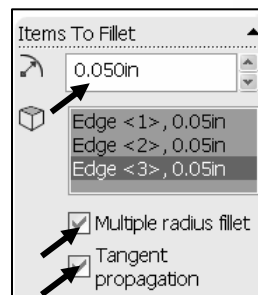 Items To Fillet
0.050in
Edge <1>, 0.05in
Edge <2>, 0.05in
Edge <3>, 0.05in
Multiple radius fillet
Tangent
propagation